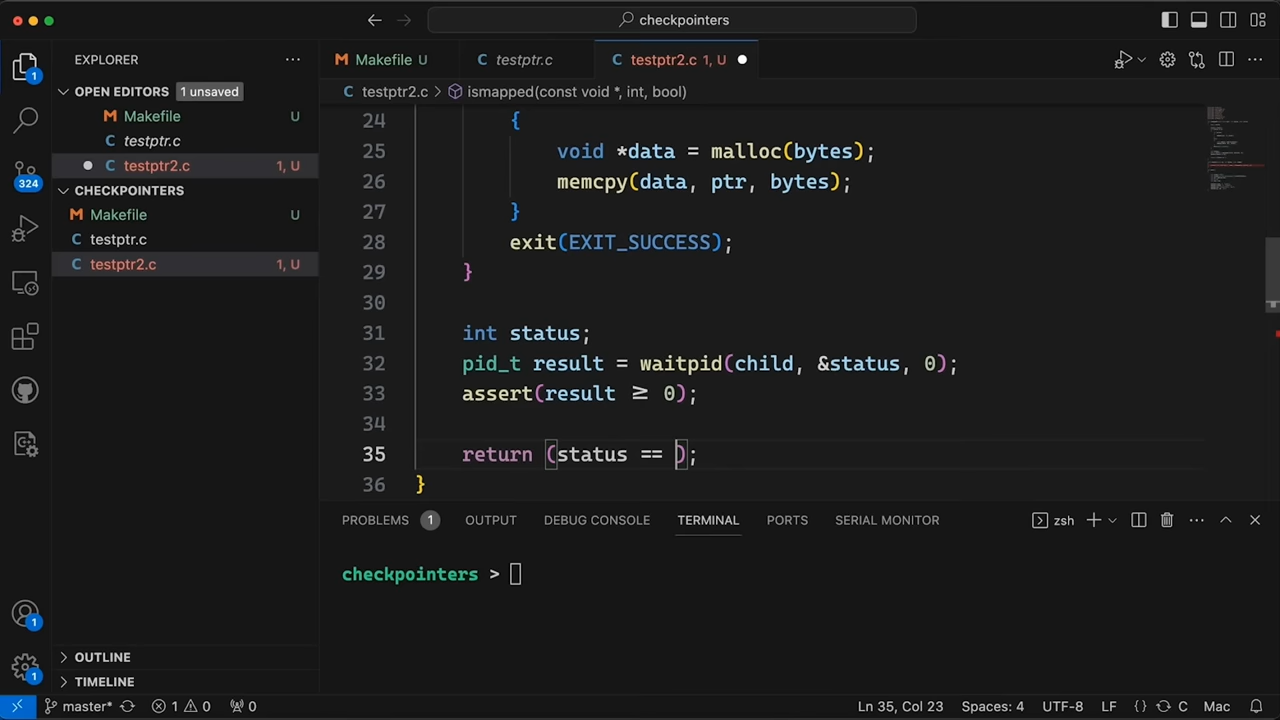 checkpointers
EXPLORER
OPEN EDITORS 1 unsaved
Makefile U
testptr.c
testptr2.c 1, U
CHECKPOINTERS
Makefile U
testptr.c
testptr2.c 1, U
OUTLINE
TIMELINE
1
324
1
1
Makefile U
testptr.c
testptr2.c 1, U
testptr2.c > ismapped(const void *, int, bool)
24 {
25 void *data = malloc(bytes);
26 memcpy(data, ptr, bytes);
27 }
28 exit(EXIT_SUCCESS);
29 }
30
31 int status;
32 pid_t result = waitpid(child, &status, 0);
33 assert(result ≥ 0);
34
35 return (status == );
36 }
PROBLEMS 1 OUTPUT DEBUG CONSOLE TERMINAL PORTS SERIAL MONITOR zsh
checkpointers >
master* 1 0 0 Ln 35, Col 23 Spaces: 4 UTF-8 LF {} C Mac